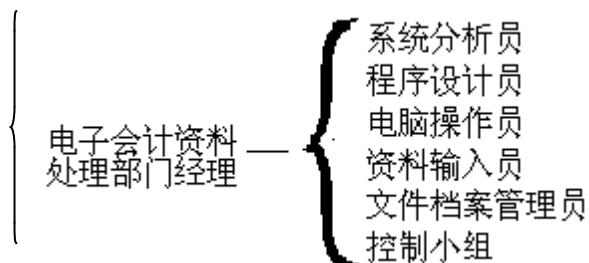 电子会计资料
处理部门经理
系统分析员
程序设计员
电脑操作员
资料输入员
文件档案管理员
控制小组